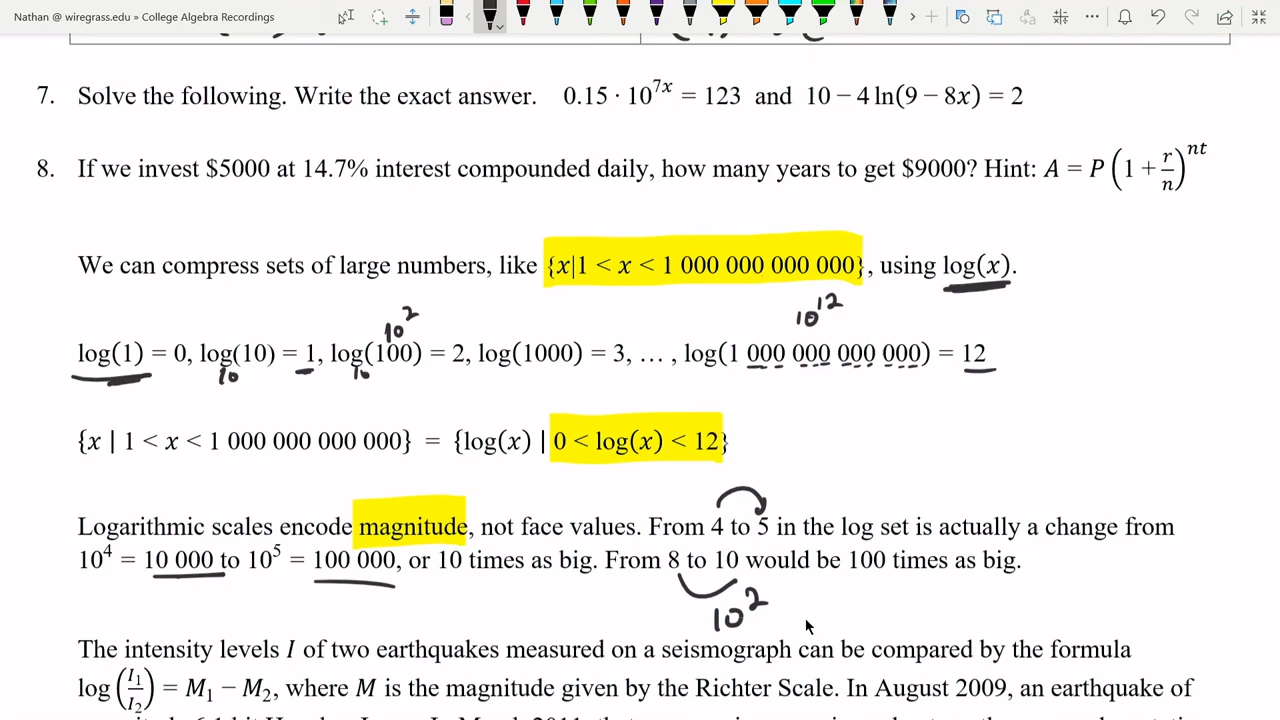 Nathan @ wiregrass.edu » College Algebra Recordings
7. Solve the following. Write the exact answer. 0.15 · 10^{7x} = 123 and 10 − 4 ln(9 − 8x) = 2
8. If we invest $5000 at 14.7% interest compounded daily, how many years to get $9000? Hint: A = P(1 + r/n)^{nt}
We can compress sets of large numbers, like {x|1 < x < 1 000 000 000 000}, using log(x).
10^2 10^{12}
log(1) = 0, log(10) = 1, log(100) = 2, log(1000) = 3, … , log(1 000 000 000 000) = 12
10 10
{x | 1 < x < 1 000 000 000 000} = {log(x) | 0 < log(x) < 12}
Logarithmic scales encode magnitude, not face values. From 4 to 5 in the log set is actually a change from
10^4 = 10 000 to 10^5 = 100 000, or 10 times as big. From 8 to 10 would be 100 times as big.
10^2
The intensity levels I of two earthquakes measured on a seismograph can be compared by the formula
log(I₁/I₂) = M₁ − M₂, where M is the magnitude given by the Richter Scale. In August 2009, an earthquake of